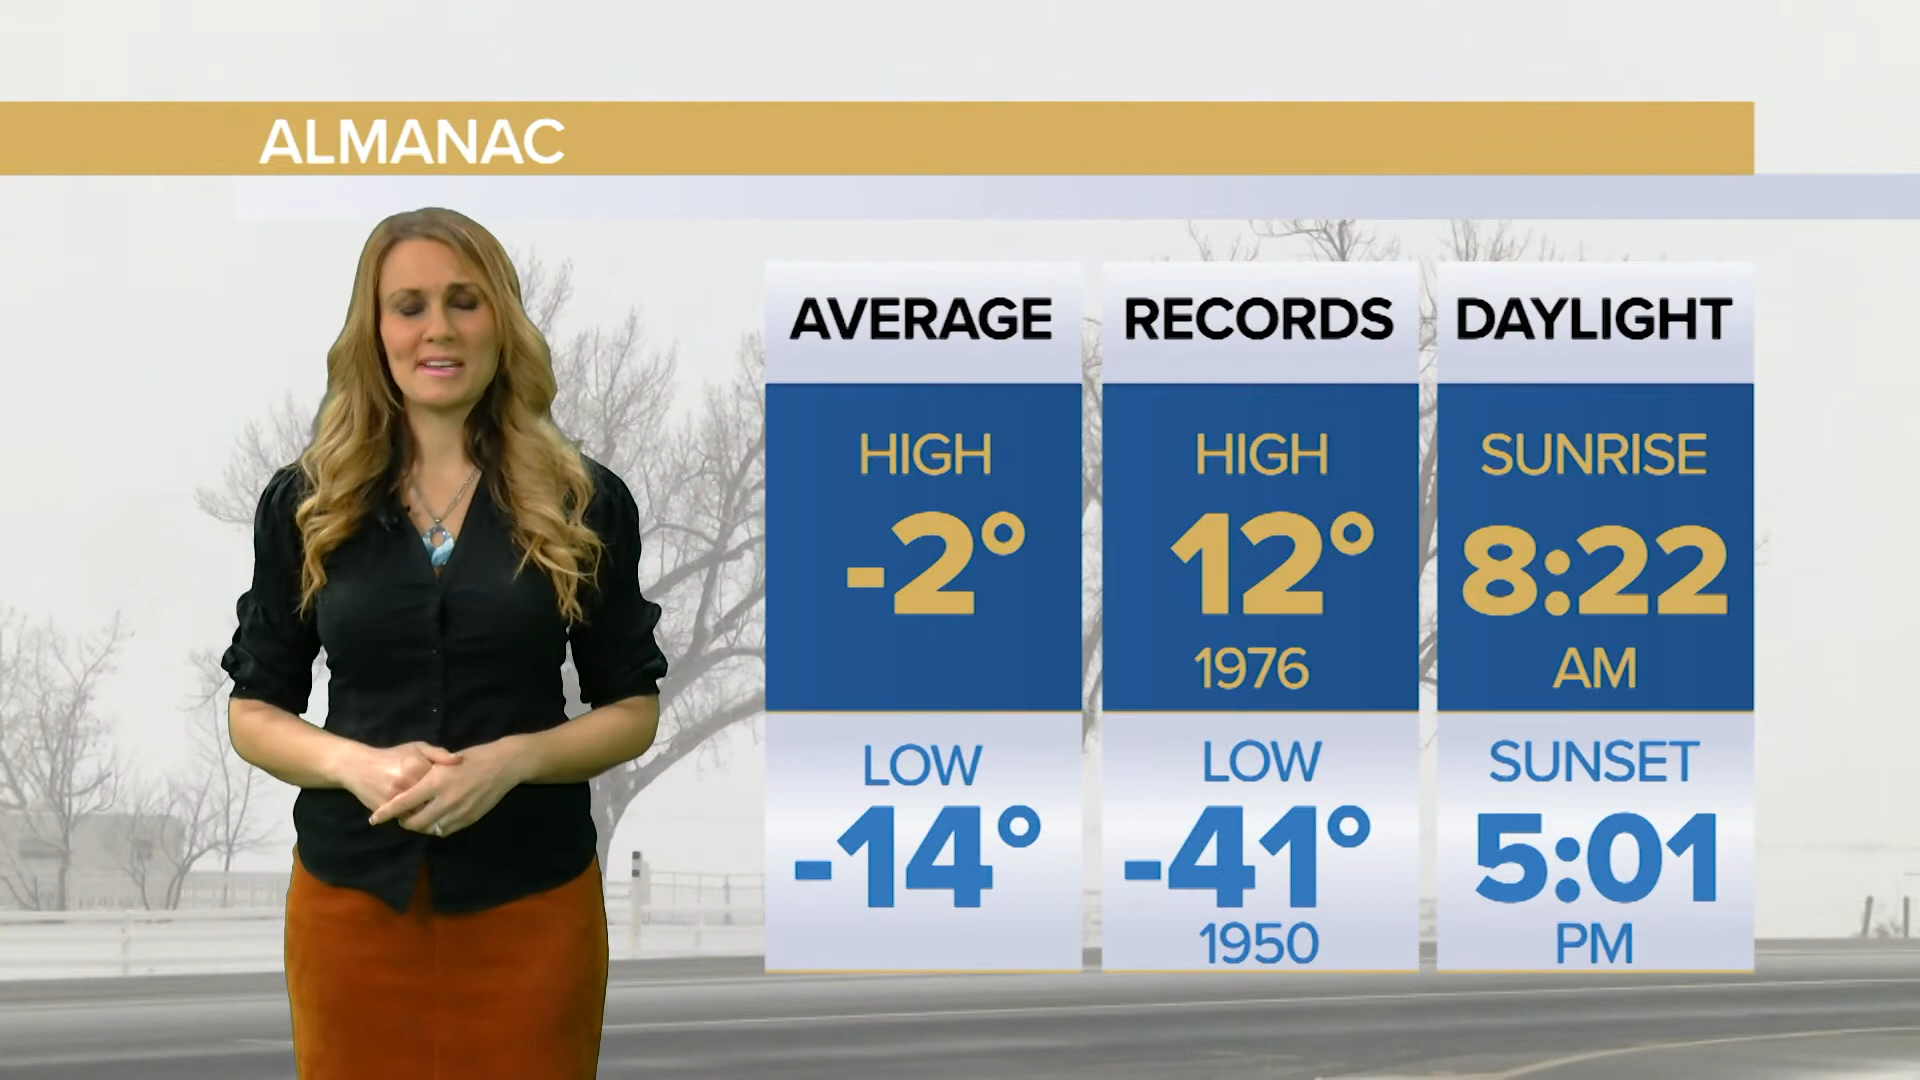 ALMANAC
AVERAGE
HIGH
-2°
LOW
-14°
RECORDS
HIGH
12°
1976
LOW
-41°
1950
DAYLIGHT
SUNRISE
8:22
AM
SUNSET
5:01
PM